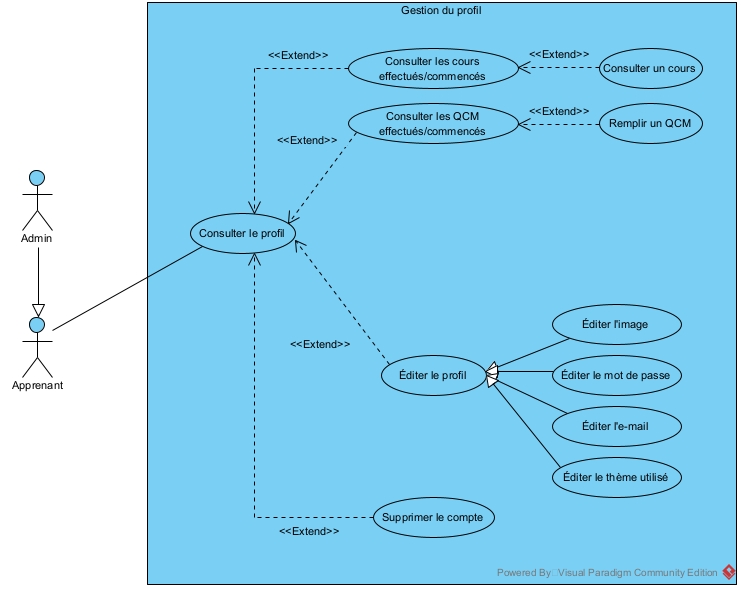 Gestion du profil
<<Extend>>
Consulter les cours
effectués/commencés
<<Extend>>
Consulter un cours
<<Extend>>
Consulter les QCM
effectués/commencés
<<Extend>>
Remplir un QCM
Admin
Consulter le profil
Apprenant
<<Extend>>
Éditer le profil
Éditer l'image
Éditer le mot de passe
Éditer l'e-mail
Éditer le thème utilisé
Supprimer le compte
<<Extend>>
Powered By Visual Paradigm Community Edition